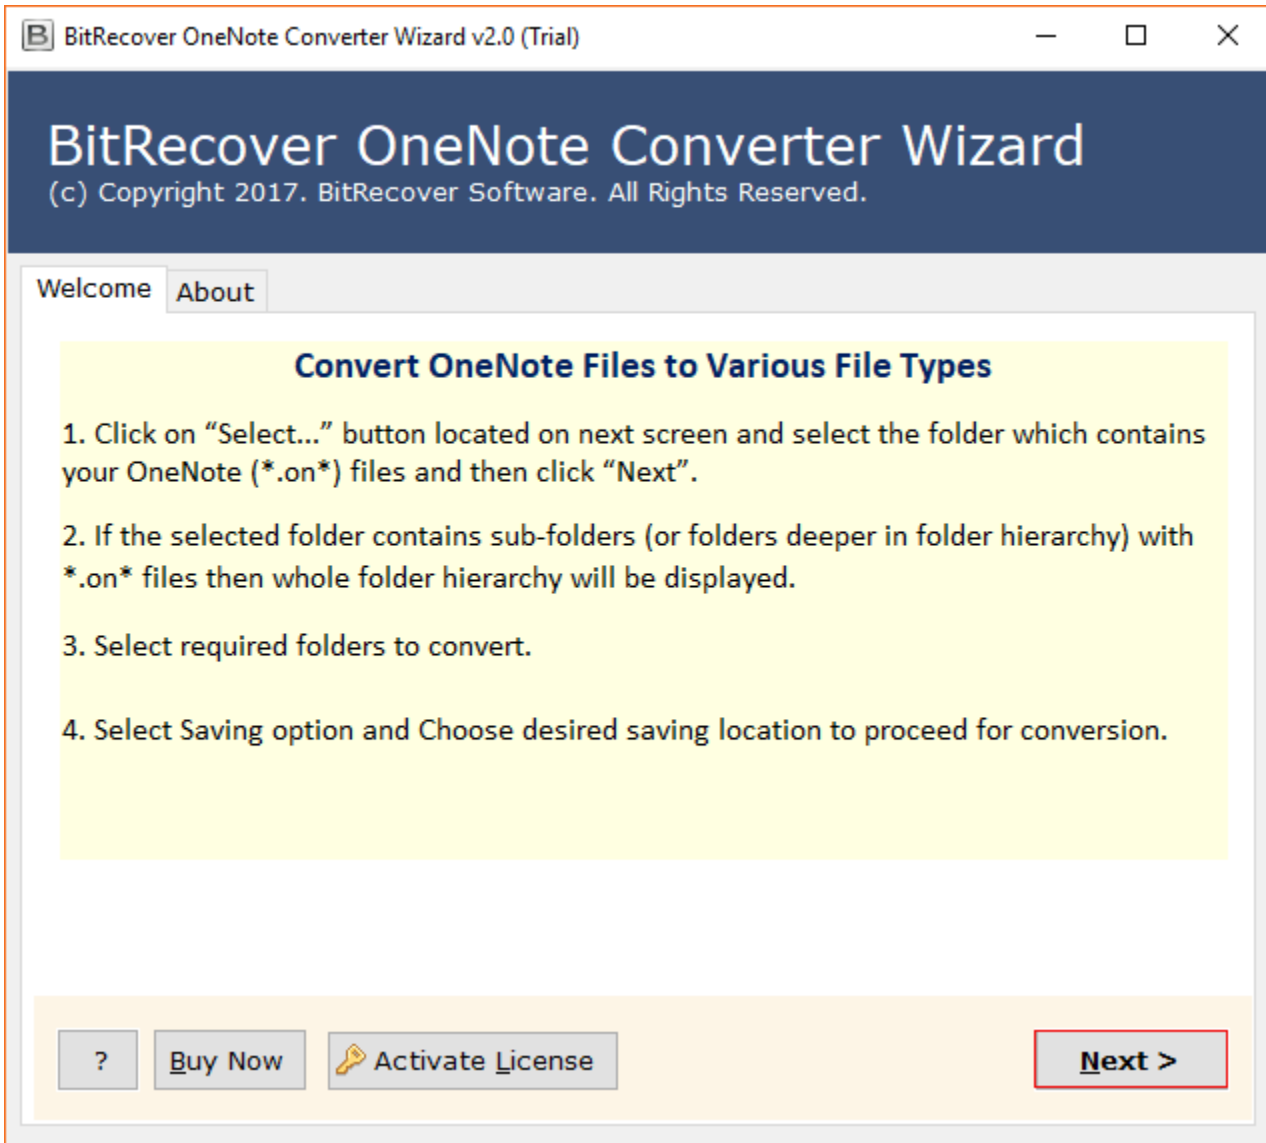 BitRecover OneNote Converter Wizard v2.0 (Trial)
BitRecover OneNote Converter Wizard
(c) Copyright 2017. BitRecover Software. All Rights Reserved.
Welcome
About
Convert OneNote Files to Various File Types
1. Click on “Select...” button located on next screen and select the folder which contains
your OneNote (*.on*) files and then click “Next”.
2. If the selected folder contains sub-folders (or folders deeper in folder hierarchy) with
*.on* files then whole folder hierarchy will be displayed.
3. Select required folders to convert.
4. Select Saving option and Choose desired saving location to proceed for conversion.
?
Buy Now
Activate License
Next >